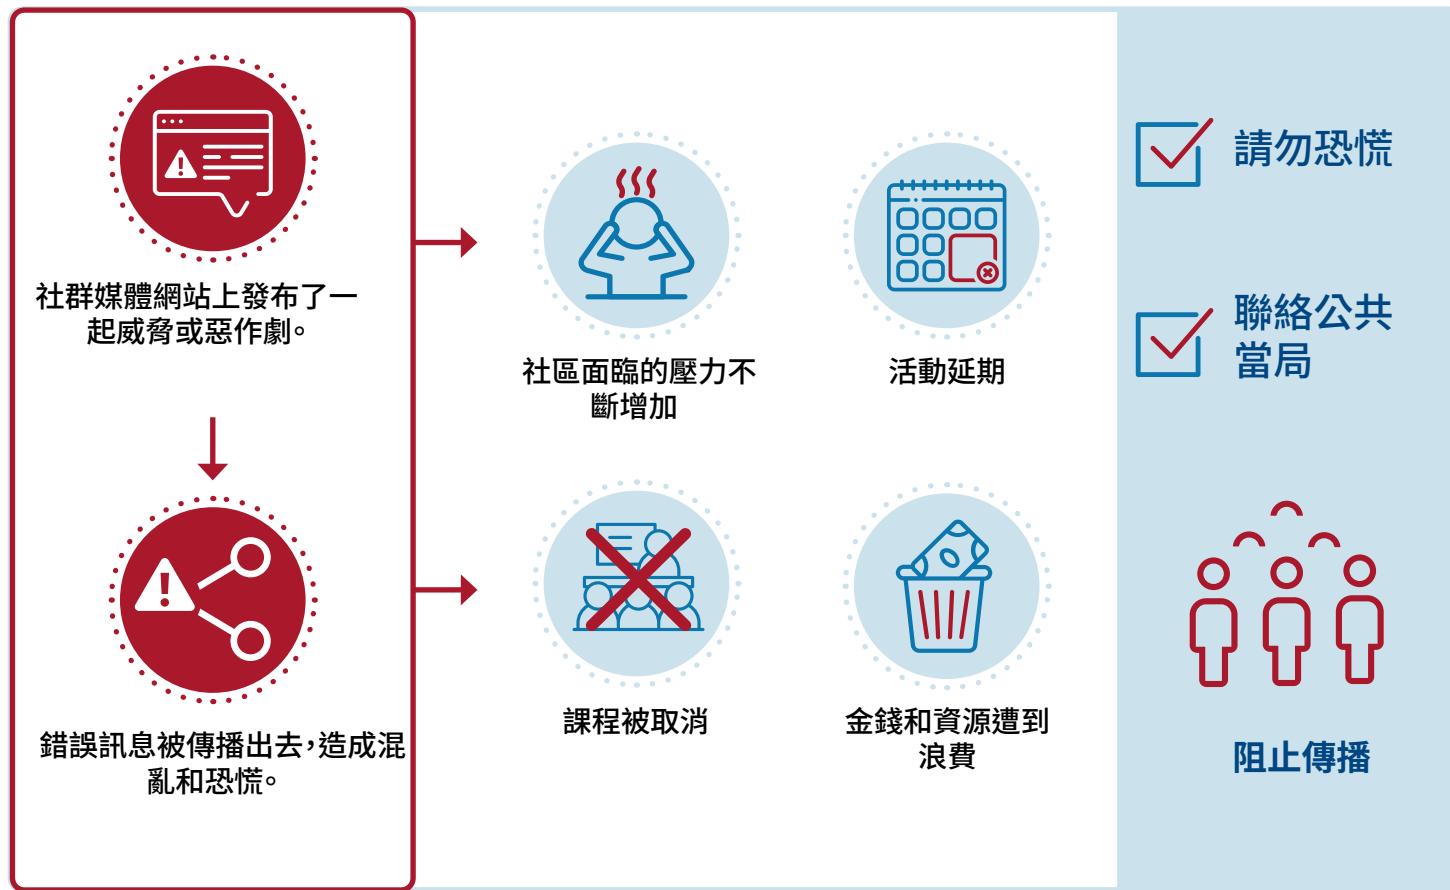 社群媒體網站上發布了一
起威脅或惡作劇。
錯誤訊息被傳播出去，造成混
亂和恐慌。
社區面臨的壓力不
斷增加
活動延期
課程被取消
金錢和資源遭到
浪費
請勿恐慌
聯絡公共
當局
阻止傳播